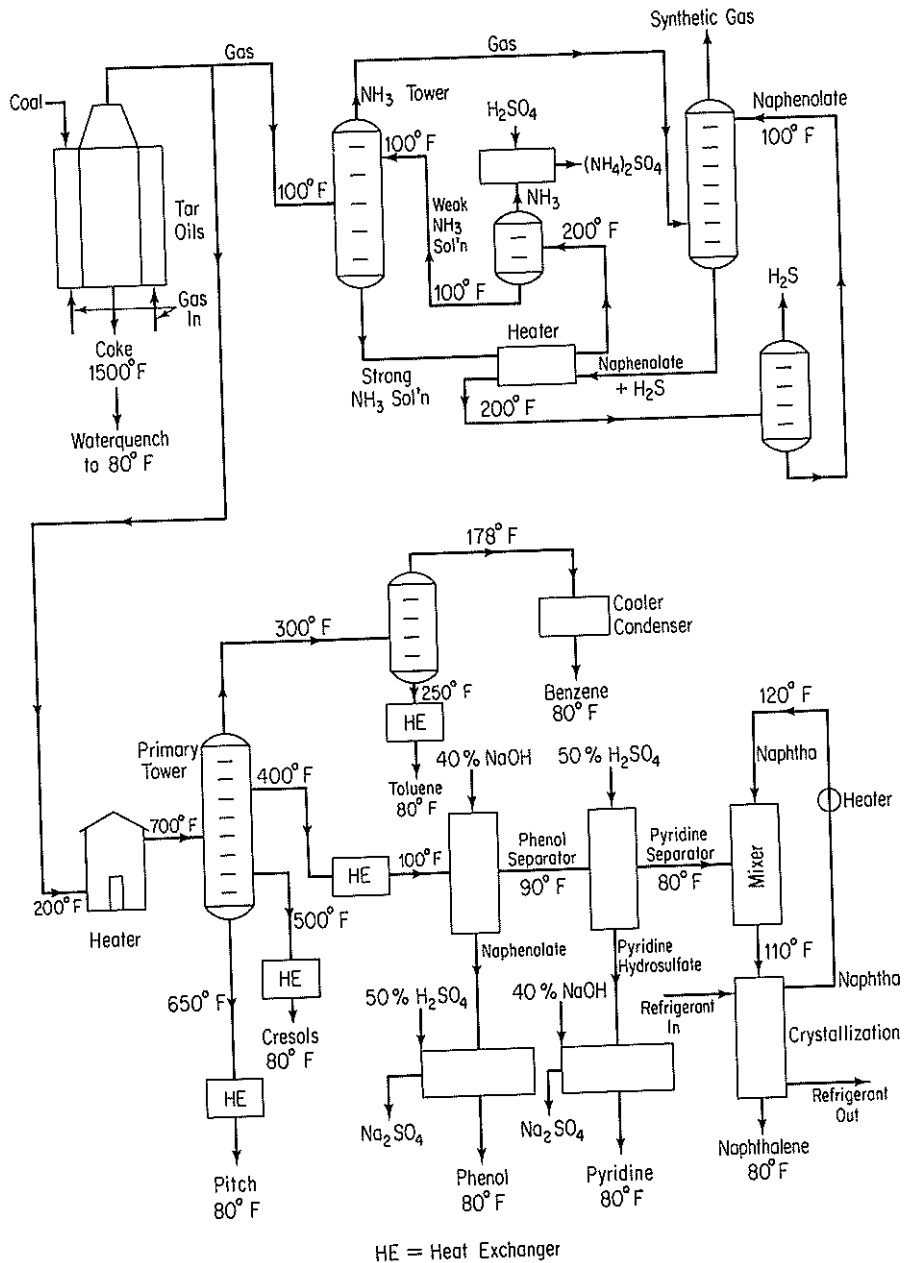 Synthetic Gas
Gas
Gas
Coal
NH₃ Tower
H₂SO₄
Naphenolate
100° F
100° F
(NH₄)₂SO₄
100° F
NH₃
Tar
Oils
Weak
NH₃
Sol'n
200° F
H₂S
100° F
Gas
In
Heater
Coke
1500° F
Strong
NH₃ Sol'n
Naphenolate
+ H₂S
200° F
Waterquench
to 80° F
178° F
Cooler
Condenser
300° F
250° F
Benzene
80° F
120° F
HE
Primary
Tower
400° F
40% NaOH
50% H₂SO₄
Naphtha
Toluene
80° F
Heater
700° F
Phenol
Separator
Pyridine
Separator
Mixer
HE
100° F
90° F
80° F
200° F
500° F
Heater
Naphenolate
Pyridine
Hydrosulfate
110° F
HE
650° F
50% H₂SO₄
40% NaOH
Naphtha
Refrigerant
In
Cresols
80° F
Crystallization
HE
Refrigerant
Out
Na₂SO₄
Na₂SO₄
Naphthalene
80° F
Pitch
80° F
Phenol
80° F
Pyridine
80° F
HE = Heat Exchanger